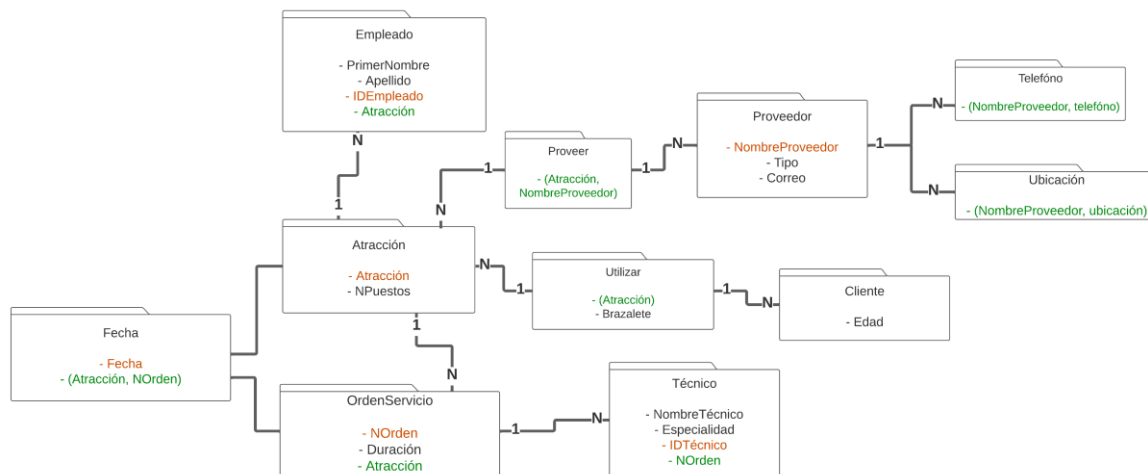 Empleado
- PrimerNombre
- Apellido
- IDEmpleado
- Atracción
N
1
Proveer
- (Atracción,
NombreProveedor)
1
N
1
N
Proveedor
- NombreProveedor
- Tipo
- Correo
1
N
Telefóno
- (NombreProveedor, telefóno)
N
Ubicación
- (NombreProveedor, ubicación)
Atracción
- Atracción
- NPuestos
N
1
Utilizar
- (Atracción)
- Brazalete
1
N
Cliente
- Edad
Fecha
- Fecha
- (Atracción, NOrden)
1
N
OrdenServicio
- NOrden
- Duración
- Atracción
1
N
Técnico
- NombreTécnico
- Especialidad
- IDTécnico
- NOrden